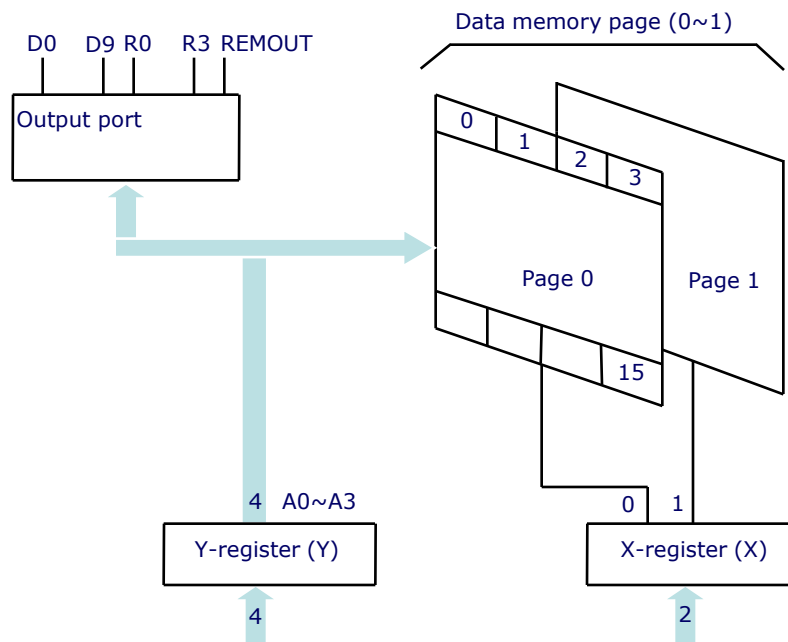 Data memory page (0~1)
D0 D9 R0 R3 REMOUT
Output port
0 1 2 3
Page 0
Page 1
15
4 A0~A3
0 1
Y-register (Y)
X-register (X)
4
2